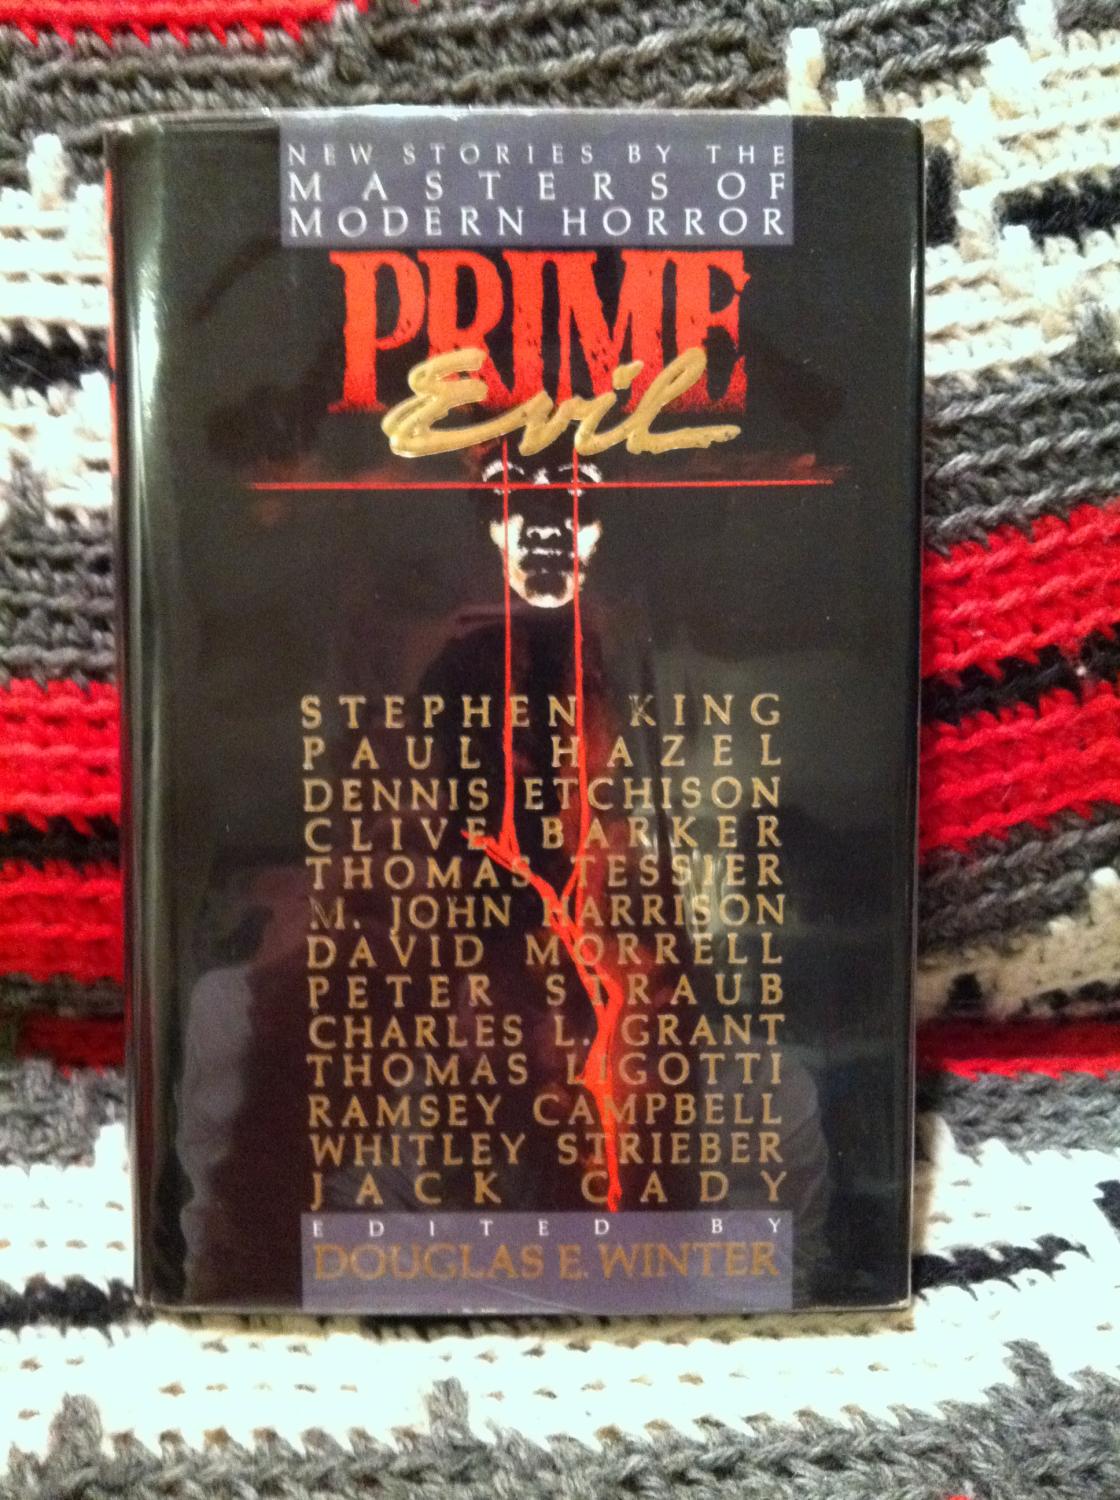 NEW STORIES BY THE
MASTERS OF
MODERN HORROR
PRIME
Evil
STEPHEN KING
PAUL HAZEL
DENNIS ETCHISON
CLIVE BARKER
THOMAS TESSIER
M. JOHN HARRISON
DAVID MORRELL
PETER STRAUB
CHARLES L. GRANT
THOMAS LIGOTTI
RAMSEY CAMPBELL
WHITLEY STRIEBER
JACK CADY
EDITED BY
DOUGLAS E. WINTER